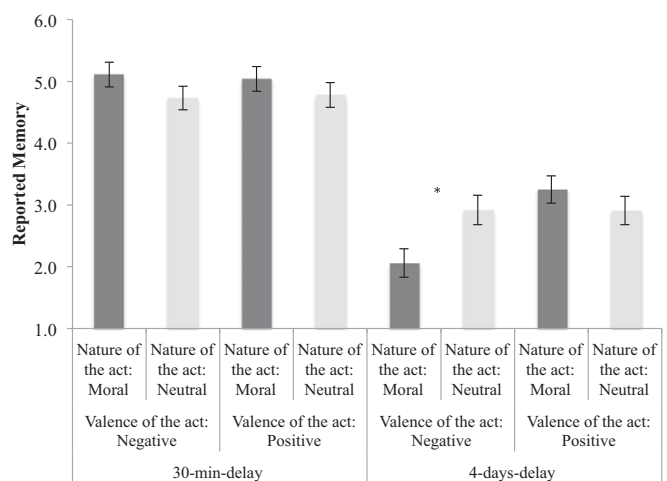 6.0
5.0
4.0
3.0
2.0
1.0
Reported Memory
*
Nature of the act: Moral
Nature of the act: Neutral
Nature of the act: Moral
Nature of the act: Neutral
Nature of the act: Moral
Nature of the act: Neutral
Nature of the act: Moral
Nature of the act: Neutral
Valence of the act: Negative
Valence of the act: Positive
Valence of the act: Negative
Valence of the act: Positive
30-min-delay
4-days-delay